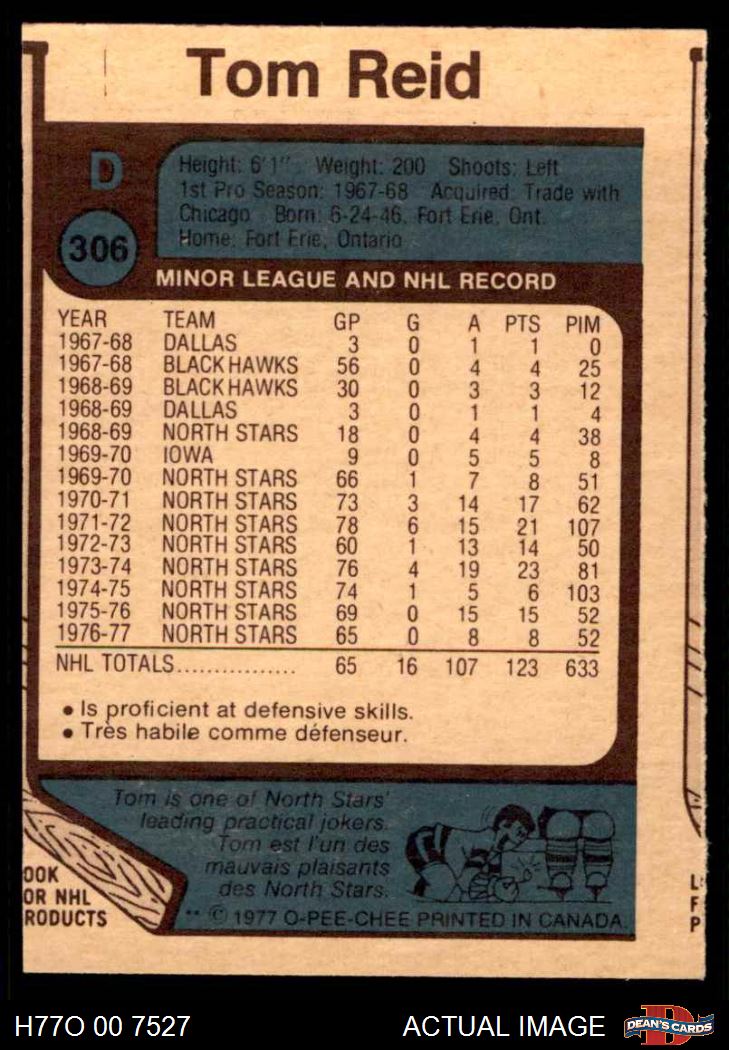 Tom Reid
D
306
Height: 6'1" Weight: 200 Shoots: Left
1st Pro Season: 1967-68 Acquired: Trade with
Chicago Born: 6-24-46, Fort Erie, Ont.
Home: Fort Erie, Ontario
MINOR LEAGUE AND NHL RECORD
YEAR TEAM GP G A PTS PIM
1967-68 DALLAS 3 0 1 1 0
1967-68 BLACK HAWKS 56 0 4 4 25
1968-69 BLACK HAWKS 30 0 3 3 12
1968-69 DALLAS 3 0 1 1 4
1968-69 NORTH STARS 18 0 4 4 38
1969-70 IOWA 9 0 5 5 8
1969-70 NORTH STARS 66 1 7 8 51
1970-71 NORTH STARS 73 3 14 17 62
1971-72 NORTH STARS 78 6 15 21 107
1972-73 NORTH STARS 60 1 13 14 50
1973-74 NORTH STARS 76 4 19 23 81
1974-75 NORTH STARS 74 1 5 6 103
1975-76 NORTH STARS 69 0 15 15 52
1976-77 NORTH STARS 65 0 8 8 52
NHL TOTALS................ 65 16 107 123 633
• Is proficient at defensive skills.
• Très habile comme défenseur.
Tom is one of North Stars'
leading practical jokers.
Tom est l'un des
mauvais plaisants
des North Stars.
** © 1977 O-PEE-CHEE PRINTED IN CANADA.
OOK
OR NHL
RODUCTS
L
F
P
H77O 00 7527
ACTUAL IMAGE
D
DEAN'S CARDS